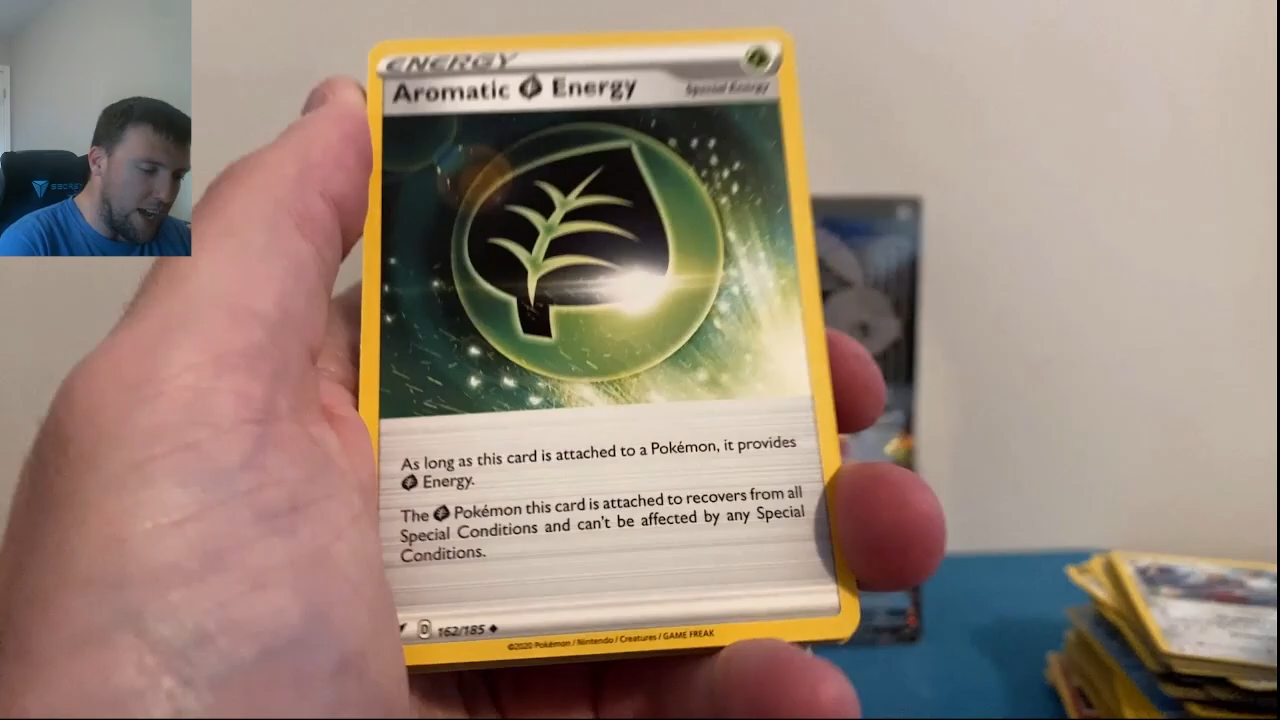 ENERGY
Aromatic Energy
Special Energy
As long as this card is attached to a Pokémon, it provides
Energy.
The Pokémon this card is attached to recovers from all
Special Conditions and can't be affected by any Special
Conditions.
D 162/185
©2020 Pokémon / Nintendo / Creatures / GAME FREAK